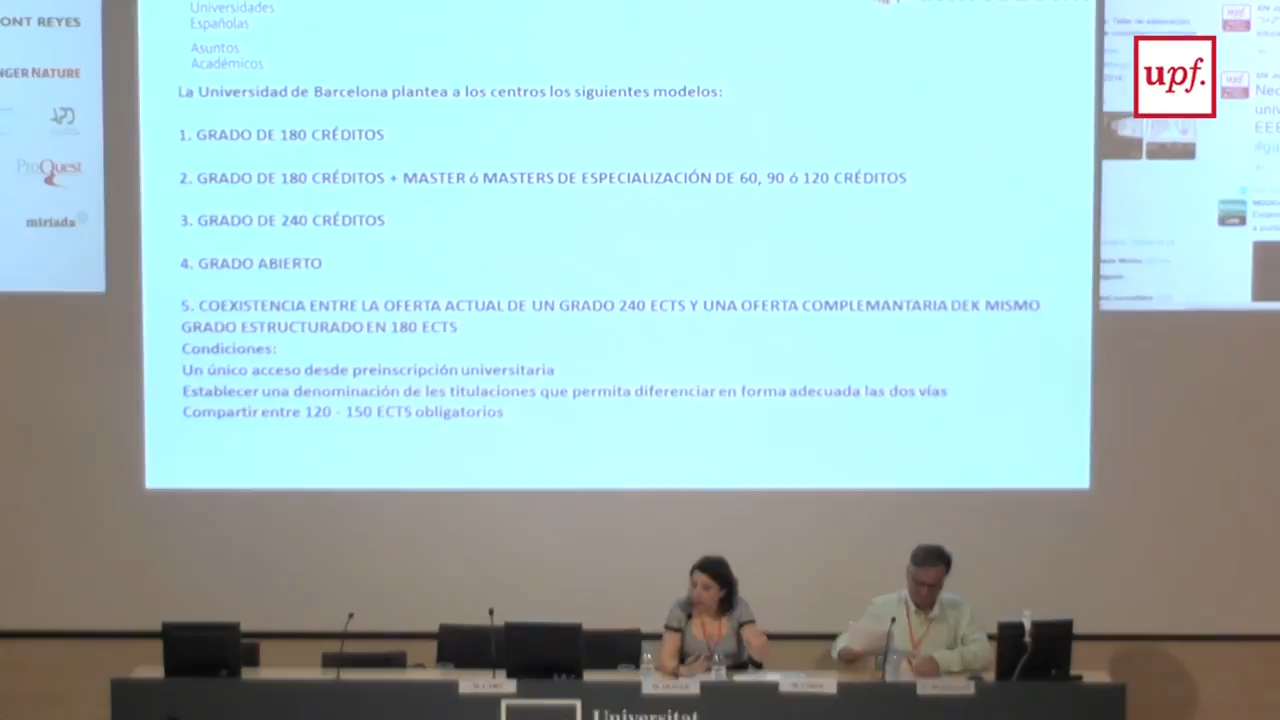 ONT REYES
NGER NATURE
ProQuest
miríada
Universidades
Españolas
Asuntos
Académicos
La Universidad de Barcelona plantea a los centros los siguientes modelos:
1. GRADO DE 180 CRÉDITOS
2. GRADO DE 180 CRÉDITOS + MASTER ó MASTERS DE ESPECIALIZACIÓN DE 60, 90 ó 120 CRÉDITOS
3. GRADO DE 240 CRÉDITOS
4. GRADO ABIERTO
5. COEXISTENCIA ENTRE LA OFERTA ACTUAL DE UN GRADO 240 ECTS Y UNA OFERTA COMPLEMANTARIA DEK MISMO
GRADO ESTRUCTURADO EN 180 ECTS
Condiciones:
Un único acceso desde preinscripción universitaria
Establecer una denominación de les titulaciones que permita diferenciar en forma adecuada las dos vías
Compartir entre 120 - 150 ECTS obligatorios
upf.
upf
upf
Universitat